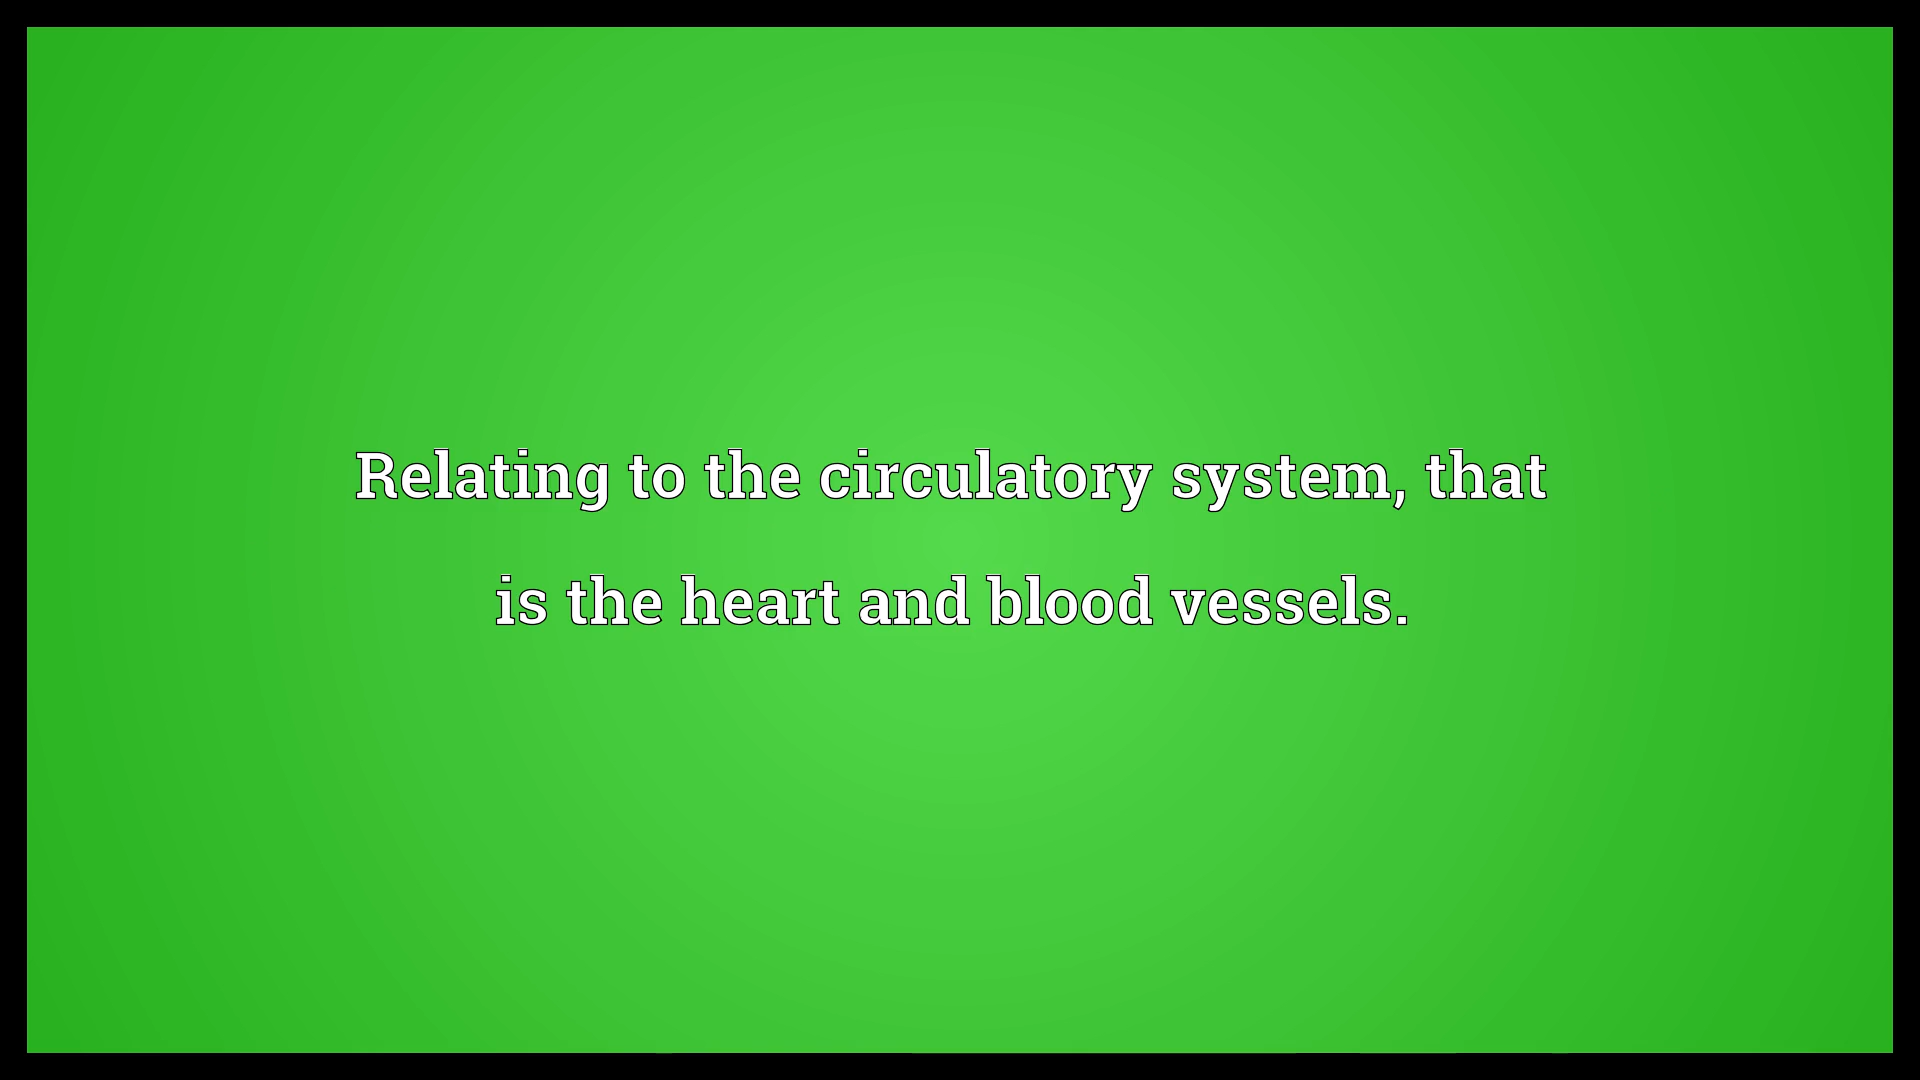 Relating to the circulatory system, that
is the heart and blood vessels.